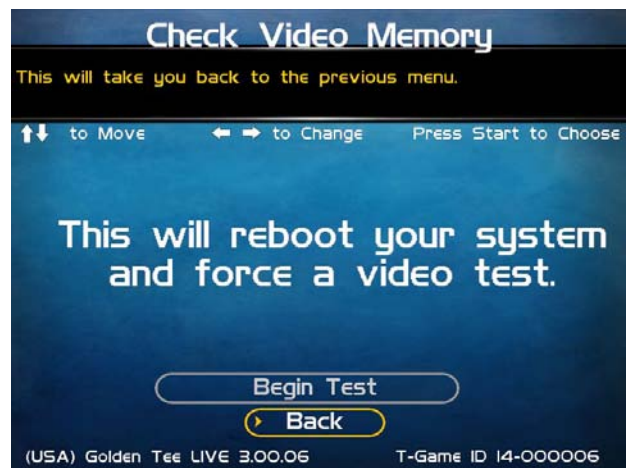 Check Video Memory
This will take you back to the previous menu.
to Move to Change Press Start to Choose
This will reboot your system
and force a video test.
Begin Test
Back
(USA) Golden Tee LIVE 3.00.06 T-Game ID 14-000006